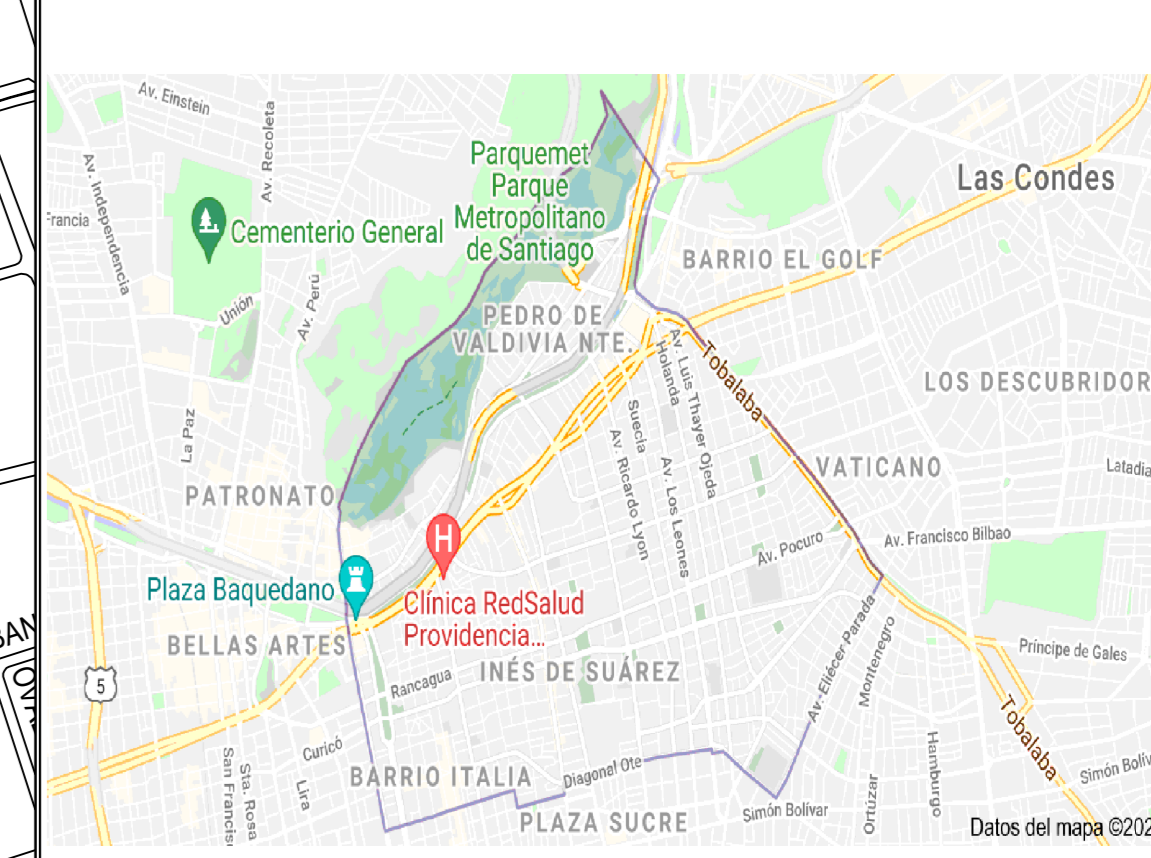 Av. Einstein
Av. Recoleta
Av. Independencia
Francia
Cementerio General
Parquemet
Parque
Metropolitano
de Santiago
Las Condes
BARRIO EL GOLF
Unión
Av. Perú
PEDRO DE
VALDIVIA NTE.
Tobalaba
Av. Luis Thayer Ojeda
Holanda
Suecia
Av. Ricardo Lyon
Av. Los Leones
LOS DESCUBRIDOR
La Paz
PATRONATO
VATICANO
Latadia
H
Av. Pocuro
Av. Francisco Bilbao
Plaza Baquedano
Clínica RedSalud
Providencia...
BELLAS ARTES
INÉS DE SUÁREZ
Rancagua
Av. Eliécer Parada
Montenegro
Príncipe de Gales
5
Curicó
Lira
Sta. Rosa
San Francis
BARRIO ITALIA
Diagonal Ote
PLAZA SUCRE
Simón Bolívar
Ortúzar
Hamburgo
Tobalaba
Simón Bolív
Datos del mapa ©202